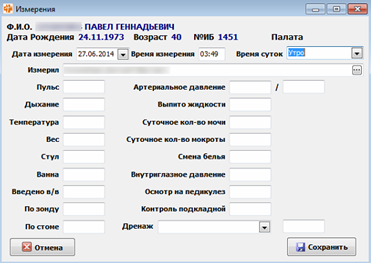 Измерения
Ф.И.О. ПАВЕЛ ГЕННАДЬЕВИЧ
Дата Рождения 24.11.1973 Возраст 40 №ИБ 1451 Палата
Дата измерения 27.06.2014 Время измерения 03:49 Время суток Утро
Измерил ...
Пульс Артериальное давление /
Дыхание Выпито жидкости
Температура Суточное кол-во мочи
Вес Суточное кол-во мокроты
Стул Смена белья
Ванна Внутриглазное давление
Введено в/в Осмотр на педикулез
По зонду Контроль подкладной
По стоме Дренаж
Отмена Сохранить